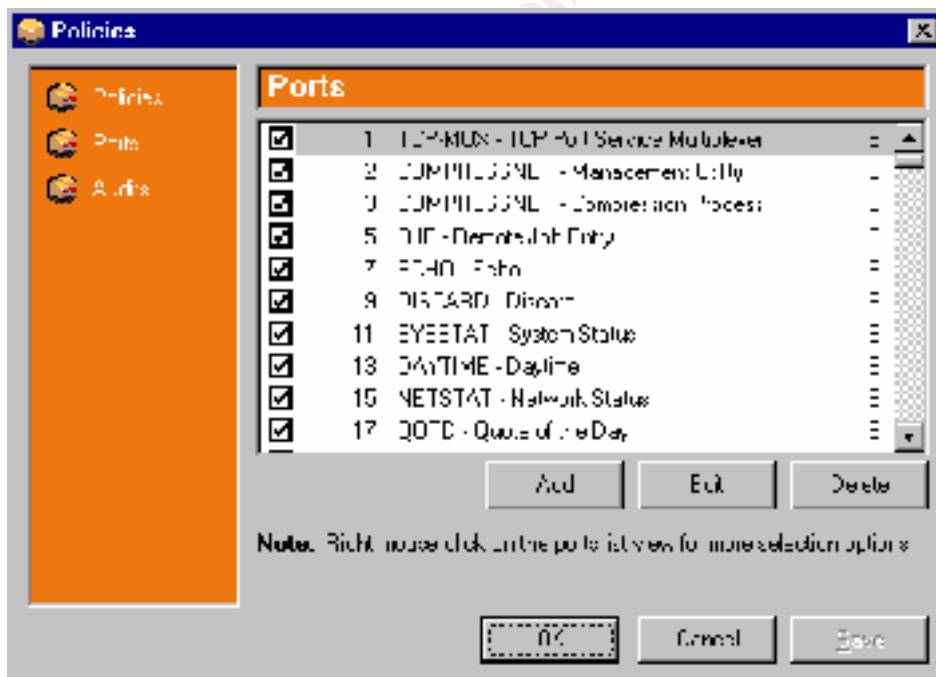 Policies
Policies
Ports
Audits
Ports
1 TCP-MUX - TCP Port Service Multiplexer
2 COMPRESSNET - Management Utility
3 COMPRESSNET - Compression Process
5 RJE - Remote Job Entry
7 ECHO - Echo
9 DISCARD - Discard
11 SYSSTAT - System Status
13 DAYTIME - Daytime
15 NETSTAT - Network Status
17 QOTD - Quote of the Day
Add Edit Delete
Note: Right mouse click on the ports list view for more selection options
OK Cancel Save